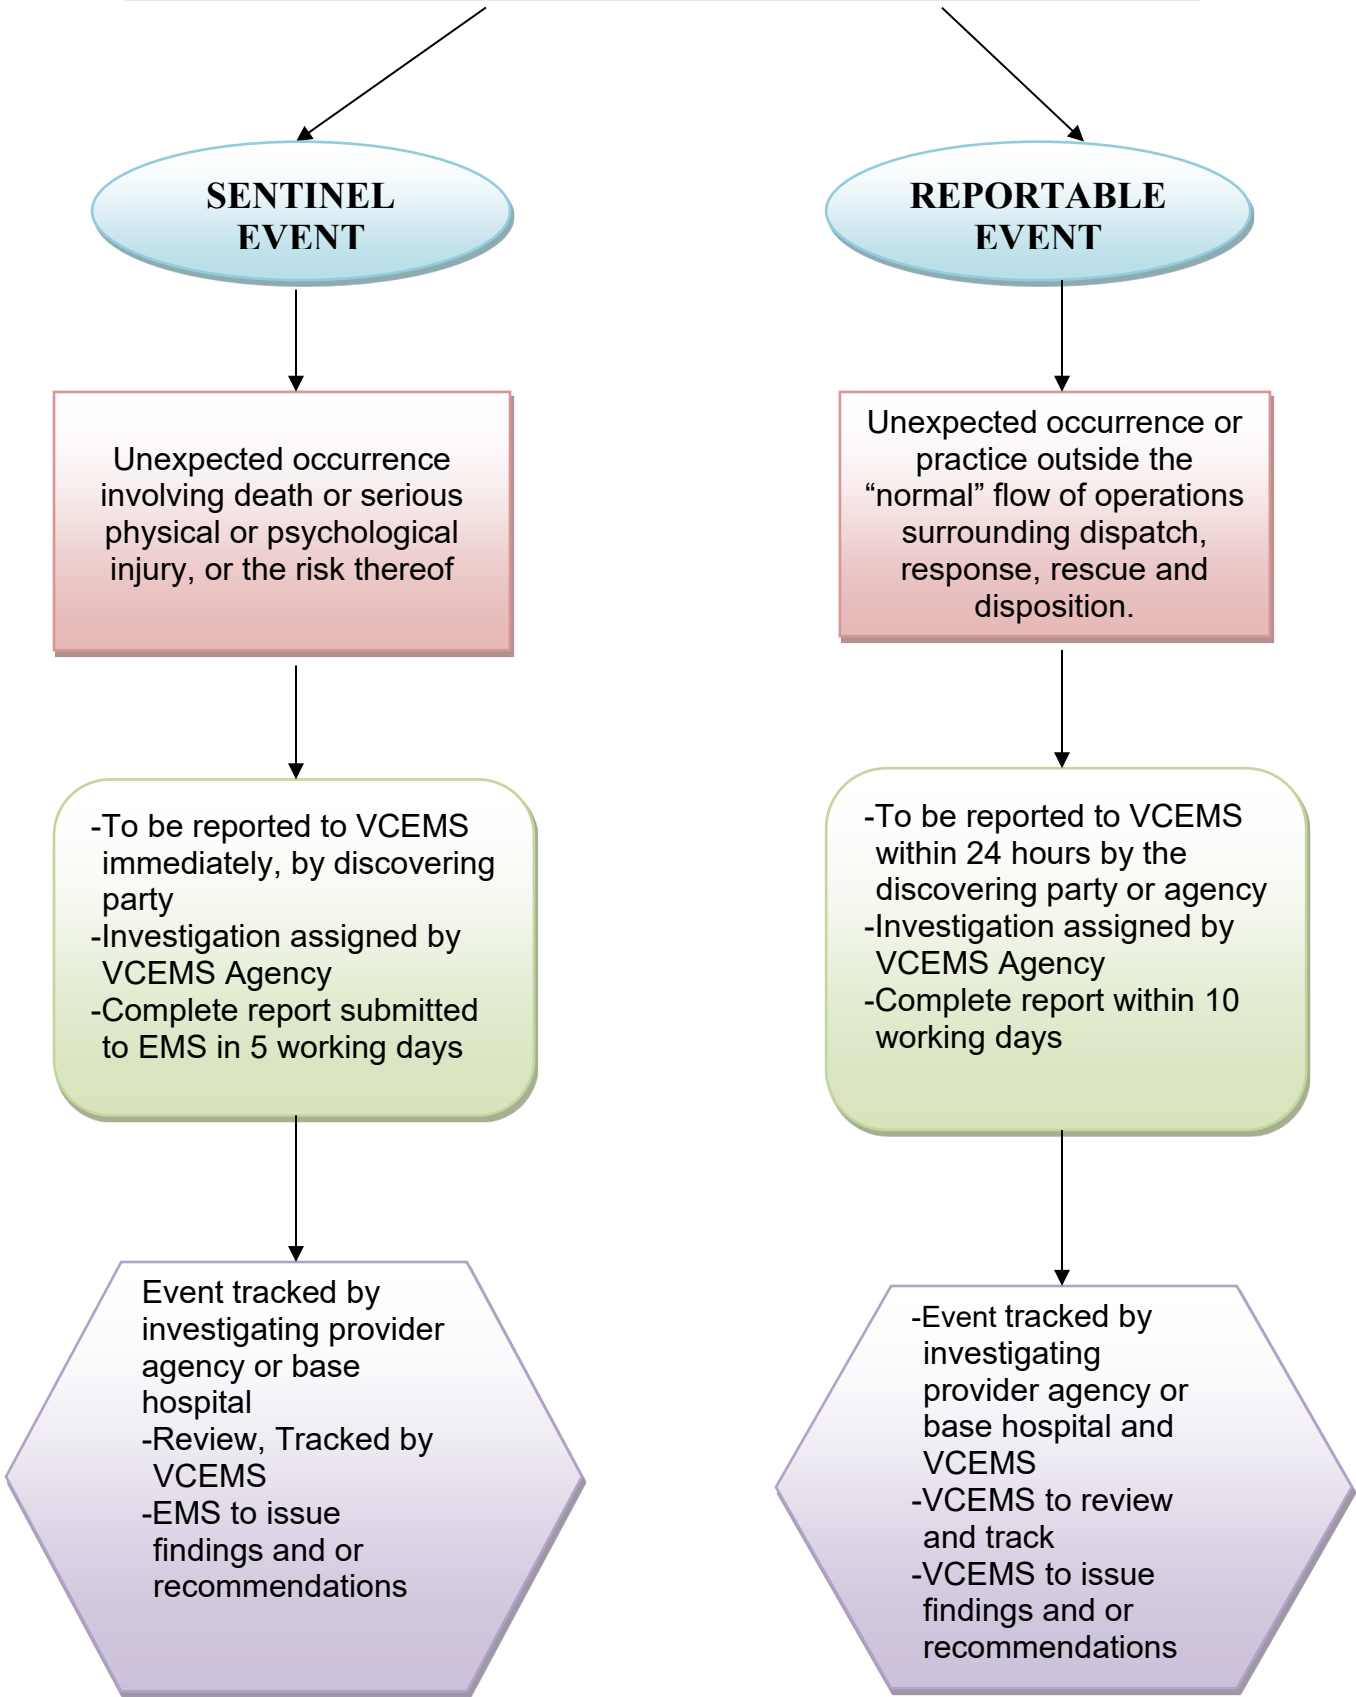 SENTINEL
EVENT
Unexpected occurrence
involving death or serious
physical or psychological
injury, or the risk thereof
-To be reported to VCEMS
immediately, by discovering
party
-Investigation assigned by
VCEMS Agency
-Complete report submitted
to EMS in 5 working days
Event tracked by
investigating provider
agency or base
hospital
-Review, Tracked by
VCEMS
-EMS to issue
findings and or
recommendations
REPORTABLE
EVENT
Unexpected occurrence or
practice outside the
“normal” flow of operations
surrounding dispatch,
response, rescue and
disposition.
-To be reported to VCEMS
within 24 hours by the
discovering party or agency
-Investigation assigned by
VCEMS Agency
-Complete report within 10
working days
-Event tracked by
investigating
provider agency or
base hospital and
VCEMS
-VCEMS to review
and track
-VCEMS to issue
findings and or
recommendations